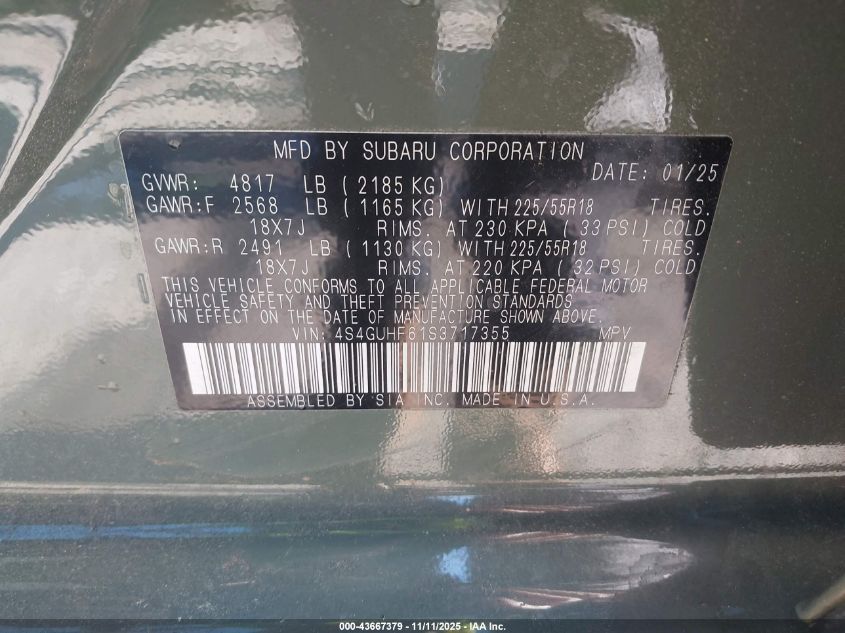 MFD BY SUBARU CORPORATION
DATE: 01/25
GVWR: 4817 LB ( 2185 KG)
GAWR:F 2568 LB ( 1165 KG) WITH 225/55R18 TIRES.
18X7J RIMS. AT 230 KPA ( 33 PSI) COLD
GAWR:R 2491 LB ( 1130 KG) WITH 225/55R18 TIRES.
18X7J RIMS. AT 220 KPA ( 32 PSI) COLD
THIS VEHICLE CONFORMS TO ALL APPLICABLE FEDERAL MOTOR
VEHICLE SAFETY AND THEFT PREVENTION STANDARDS
IN EFFECT ON THE DATE OF MANUFACTURE SHOWN ABOVE.
VIN: 4S4GUHF61S3717355 MPV
ASSEMBLED BY SIA INC. MADE IN U.S.A.
000-43667379 - 11/11/2025 - IAA Inc.